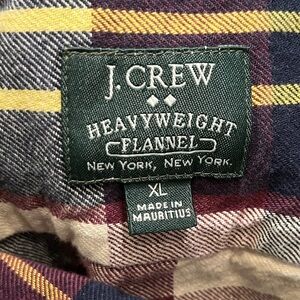 J. CREW
HEAVYWEIGHT
FLANNEL
NEW YORK, NEW YORK.
XL
MADE IN
MAURITIUS